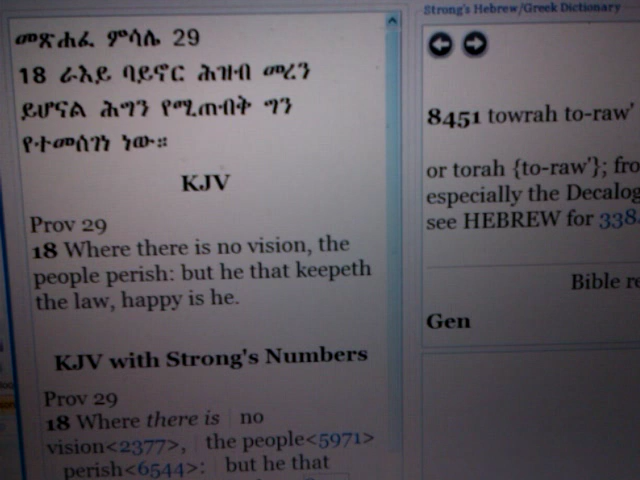 መጽሐፈ ምሳሌ 29
18 ራእይ ባይኖር ሕዝብ መረን
ይሆናል ሕግን የሚጠብቅ ግን
የተመሰገነ ነው።
KJV
Prov 29
18 Where there is no vision, the
people perish: but he that keepeth
the law, happy is he.
KJV with Strong's Numbers
Prov 29
18 Where there is no
vision<2377>, the people<5971>
perish<6544>: but he that
Strong's Hebrew/Greek Dictionary
8451 towrah to-raw'
or torah {to-raw'}; fro
especially the Decalog
see HEBREW for 338
Bible re
Gen